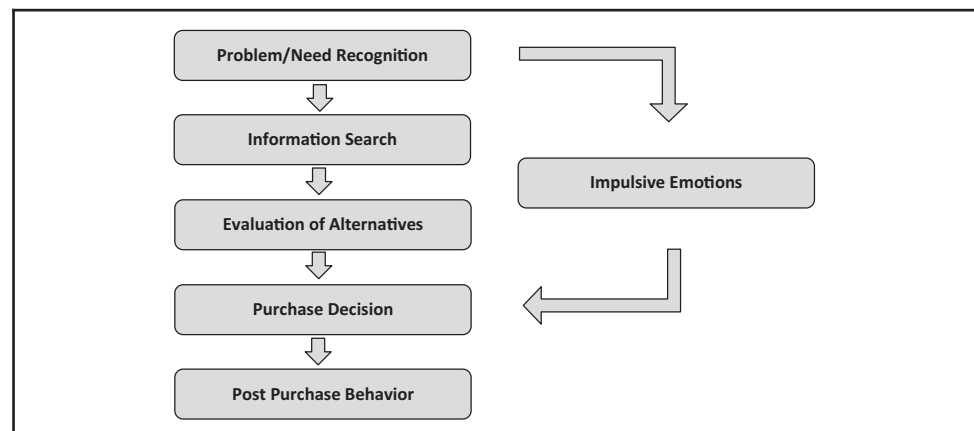 Problem/Need Recognition
Information Search
Impulsive Emotions
Evaluation of Alternatives
Purchase Decision
Post Purchase Behavior